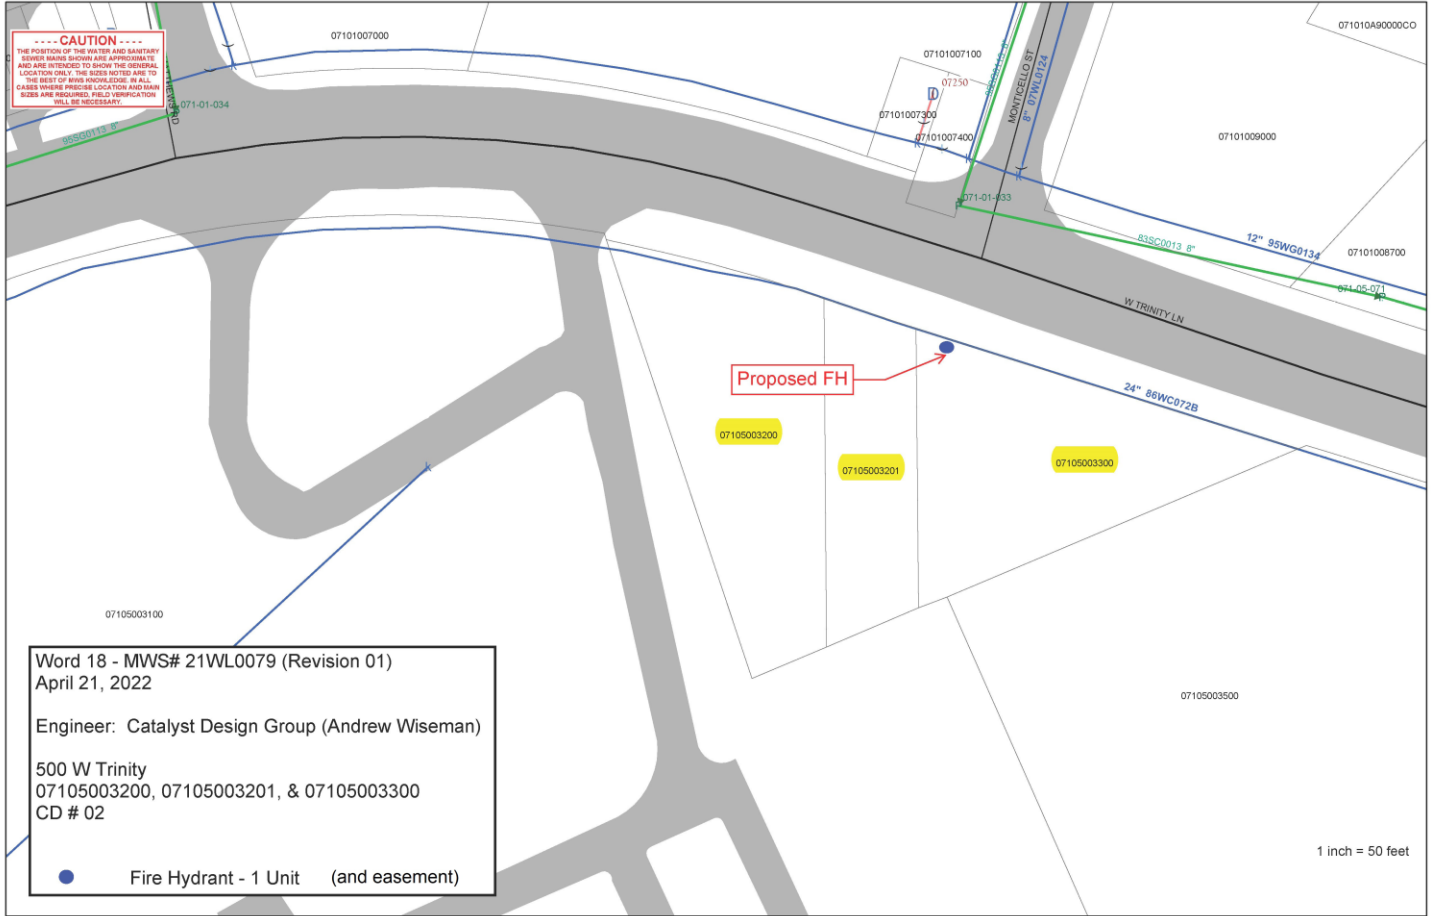 ---- CAUTION ----
THE POSITION OF THE WATER AND SANITARY
SEWER MAINS SHOWN ARE APPROXIMATE
AND ARE INTENDED TO SHOW THE GENERAL
LOCATION ONLY. THE SIZES NOTED ARE TO
THE BEST OF MWS KNOWLEDGE. IN ALL
CASES WHERE PRECISE LOCATION AND MAIN
SIZES ARE REQUIRED, FIELD VERIFICATION
WILL BE NECESSARY.
07101007000
07101007100
071010A90000CO
07250
07101007300
07101007400
MONTICELLO ST
8" 07WL0124
07101009000
071-01-034
95SG0113 8"
071-01-033
83SC0013 8"
12" 95WG0134
07101008700
071-05-071
W TRINITY LN
Proposed FH
24" 86WC072B
07105003200
07105003201
07105003300
07105003100
07105003500
Word 18 - MWS# 21WL0079 (Revision 01)
April 21, 2022
Engineer: Catalyst Design Group (Andrew Wiseman)
500 W Trinity
07105003200, 07105003201, & 07105003300
CD # 02
Fire Hydrant - 1 Unit (and easement)
1 inch = 50 feet